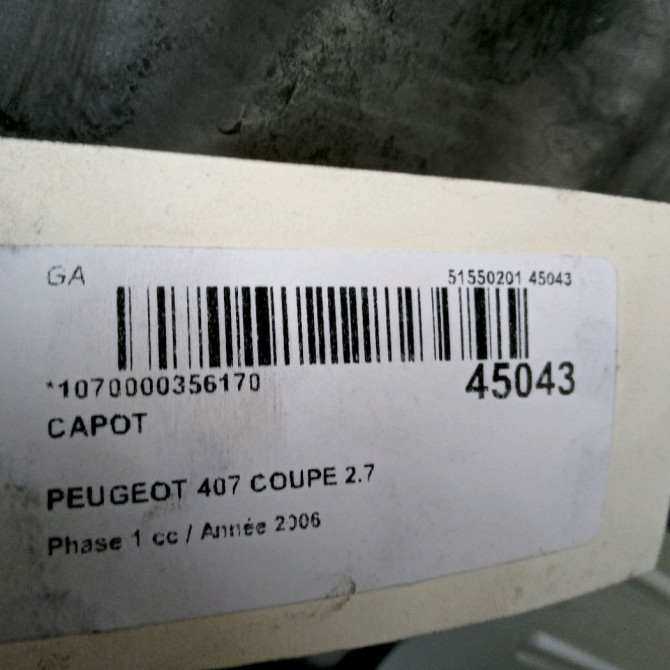 GA 51550201 45043
*1070000356170 45043
CAPOT
PEUGEOT 407 COUPE 2.7
Phase 1 cc / Année 2006